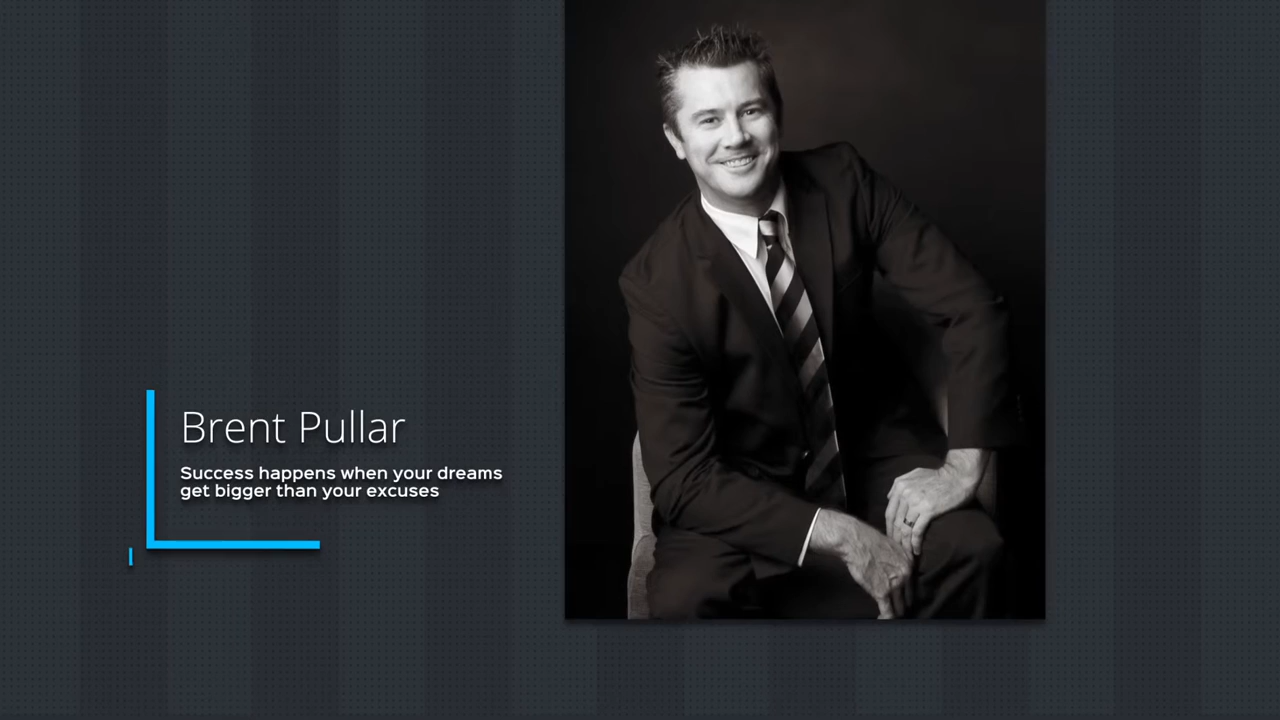 Brent Pullar
Success happens when your dreams
get bigger than your excuses